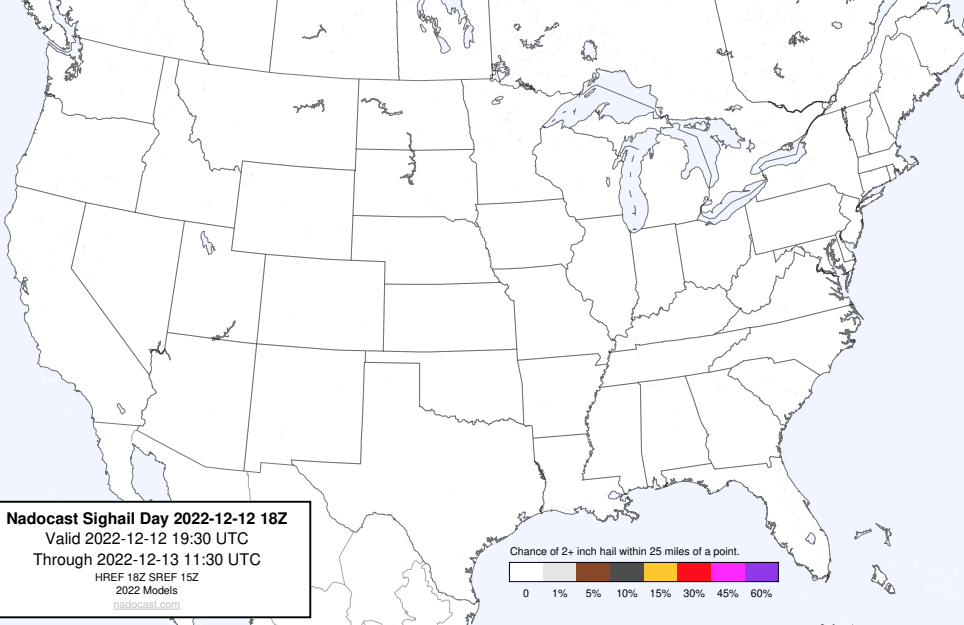 Nadocast Sighail Day 2022-12-12 18Z
Valid 2022-12-12 19:30 UTC
Through 2022-12-13 11:30 UTC
HREF 18Z SREF 15Z
2022 Models
nadocast.com
Chance of 2+ inch hail within 25 miles of a point.
0 1% 5% 10% 15% 30% 45% 60%